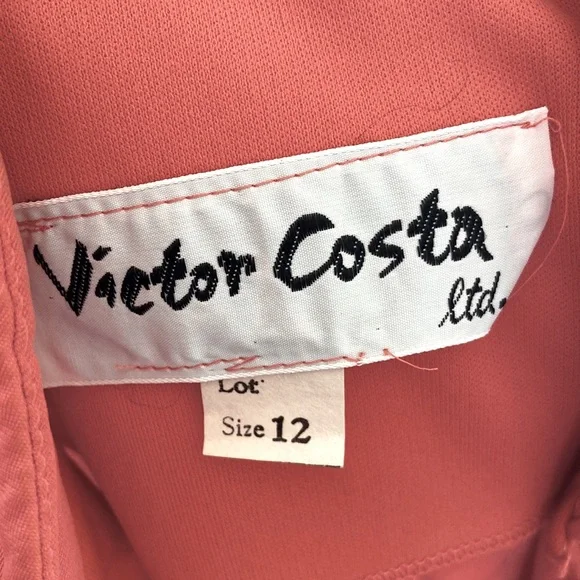 Victor Costa
ltd.
Lot
Size 12